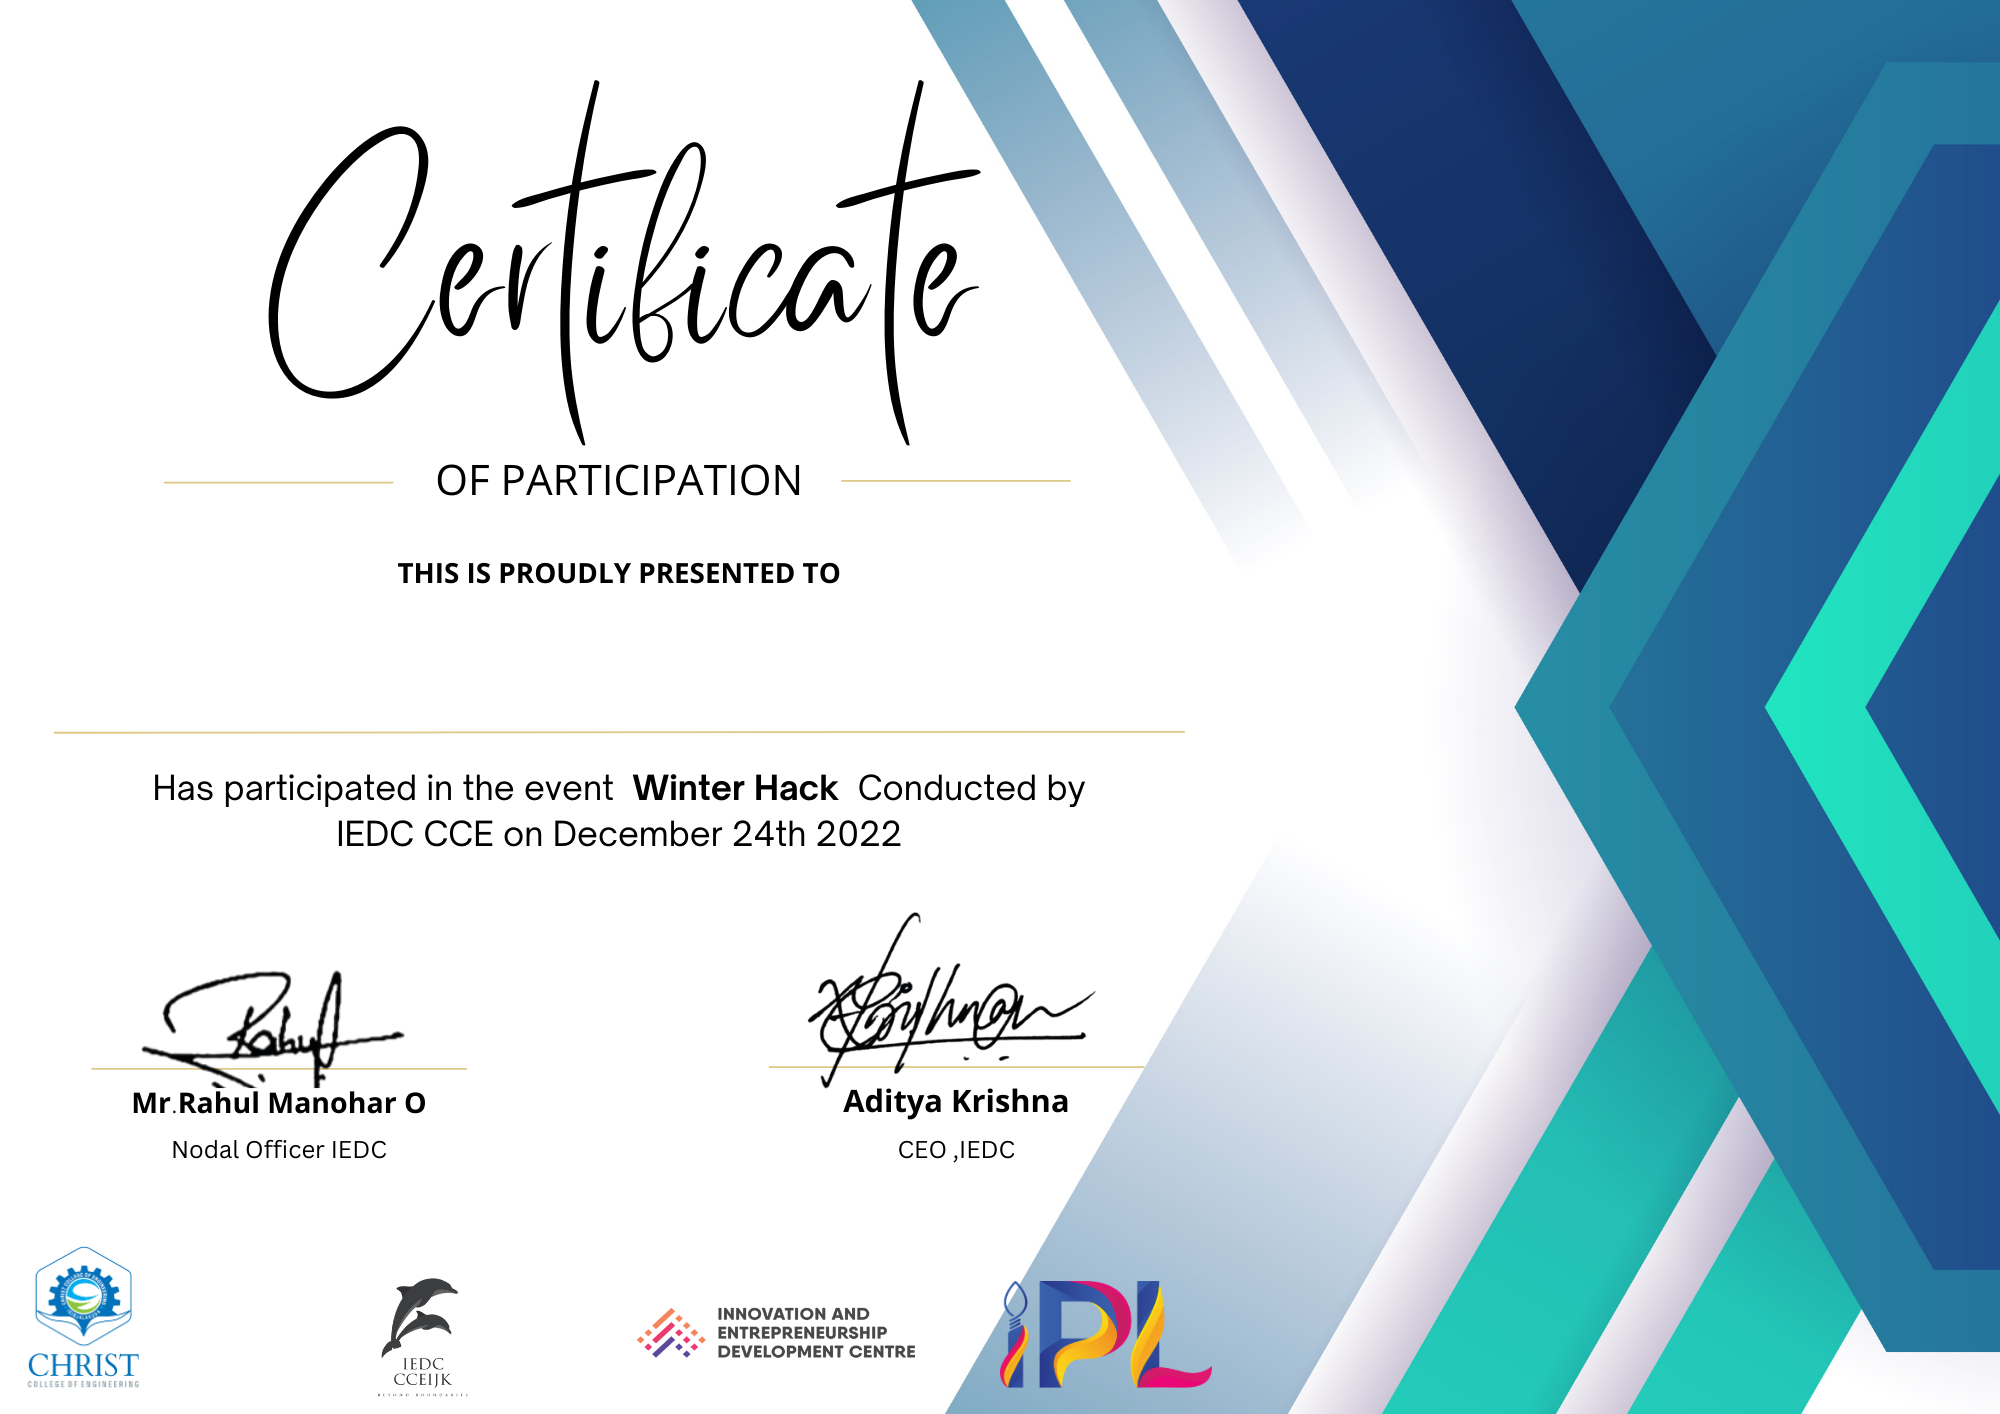 Certificate
OF PARTICIPATION
THIS IS PROUDLY PRESENTED TO
Has participated in the event Winter Hack Conducted by
IEDC CCE on December 24th 2022
Mr.Rahul Manohar O
Nodal Officer IEDC
Aditya Krishna
CEO ,IEDC
CHRIST
COLLEGE OF ENGINEERING
IEDC
CCEIJK
BEYOND BOUNDARIES
INNOVATION AND
ENTREPRENEURSHIP
DEVELOPMENT CENTRE
iPL